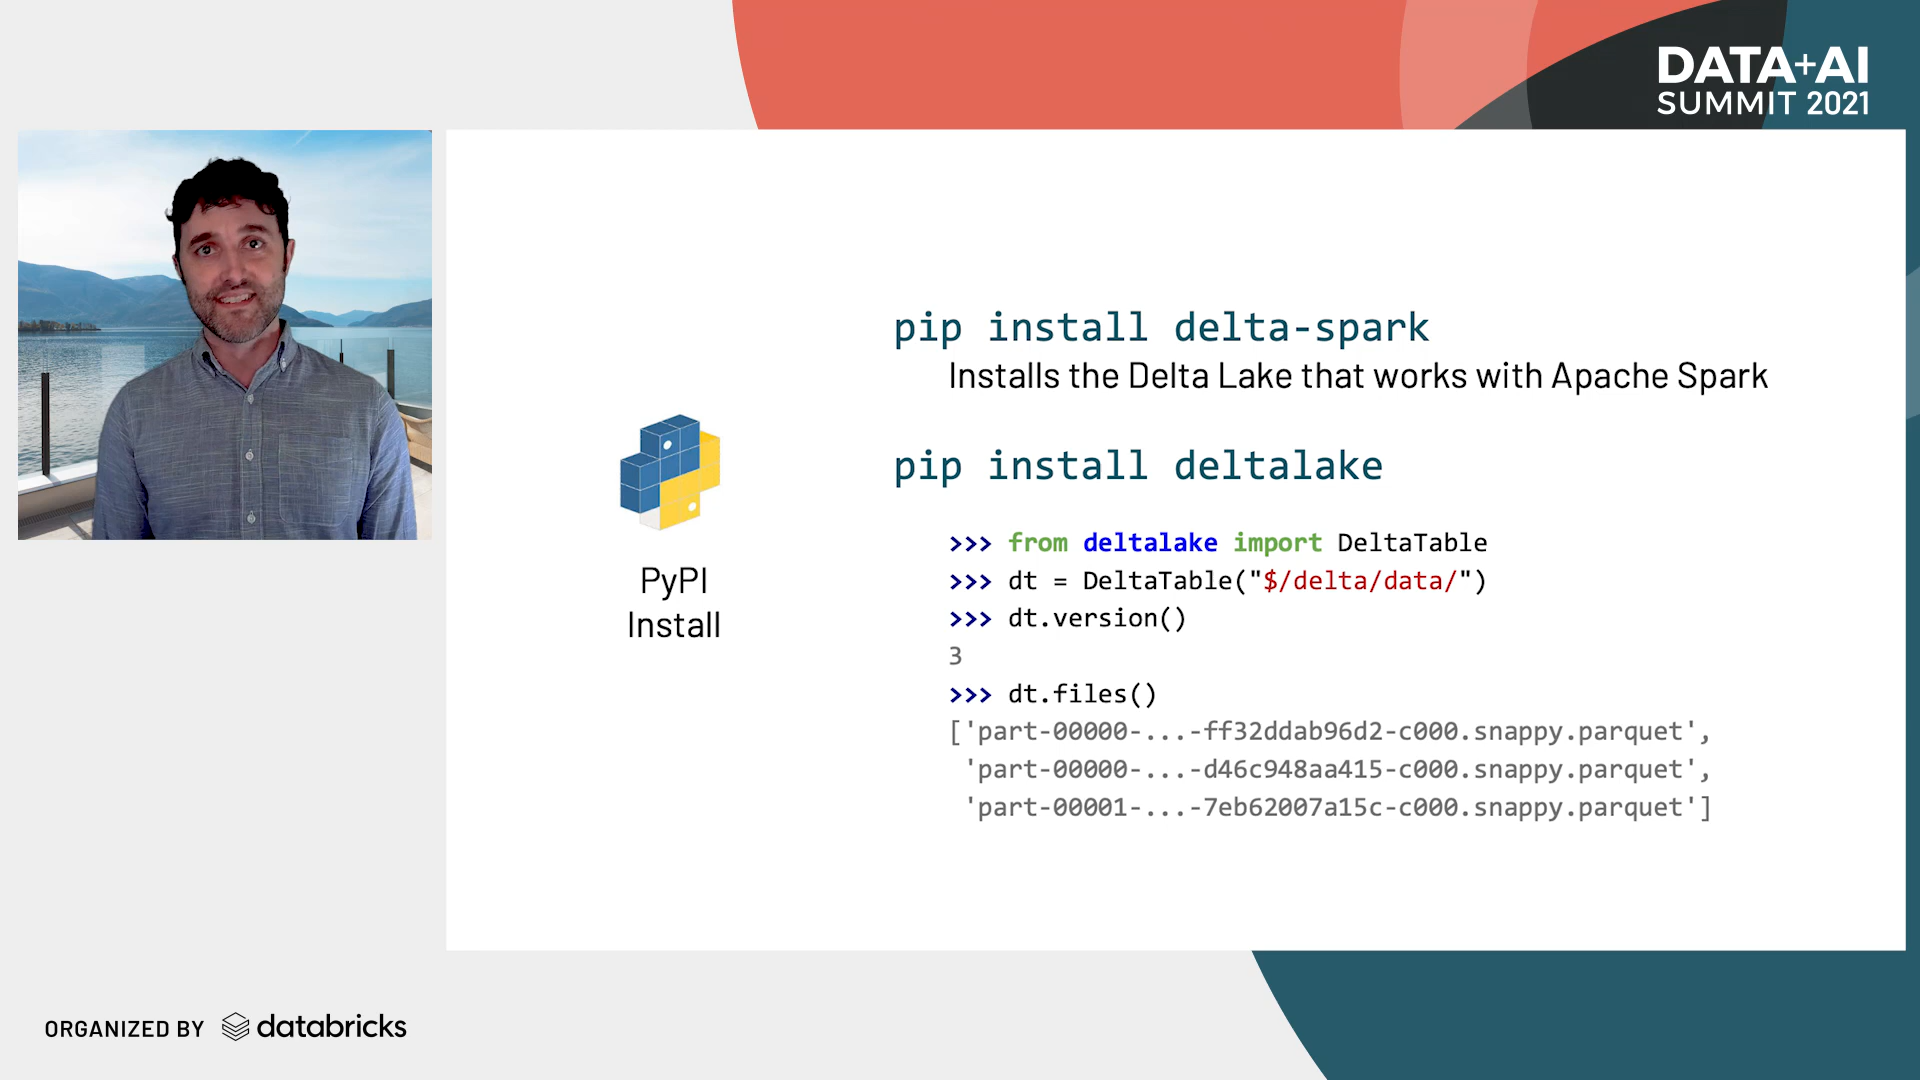 DATA+AI
SUMMIT 2021
pip install delta-spark
Installs the Delta Lake that works with Apache Spark
pip install deltalake
PyPI
Install
>>> from deltalake import DeltaTable
>>> dt = DeltaTable("$/delta/data/")
>>> dt.version()
3
>>> dt.files()
['part-00000-...-ff32ddab96d2-c000.snappy.parquet',
'part-00000-...-d46c948aa415-c000.snappy.parquet',
'part-00001-...-7eb62007a15c-c000.snappy.parquet']
ORGANIZED BY databricks